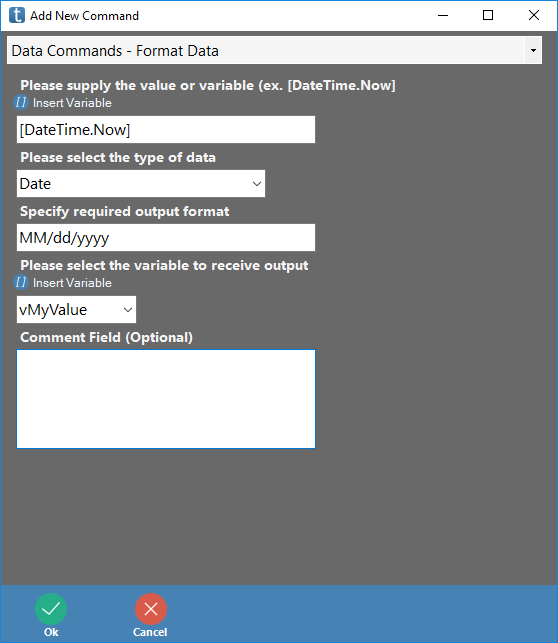 t Add New Command
Data Commands - Format Data
Please supply the value or variable (ex. [DateTime.Now]
[] Insert Variable
[DateTime.Now]
Please select the type of data
Date
Specify required output format
MM/dd/yyyy
Please select the variable to receive output
[] Insert Variable
vMyValue
Comment Field (Optional)
Ok Cancel